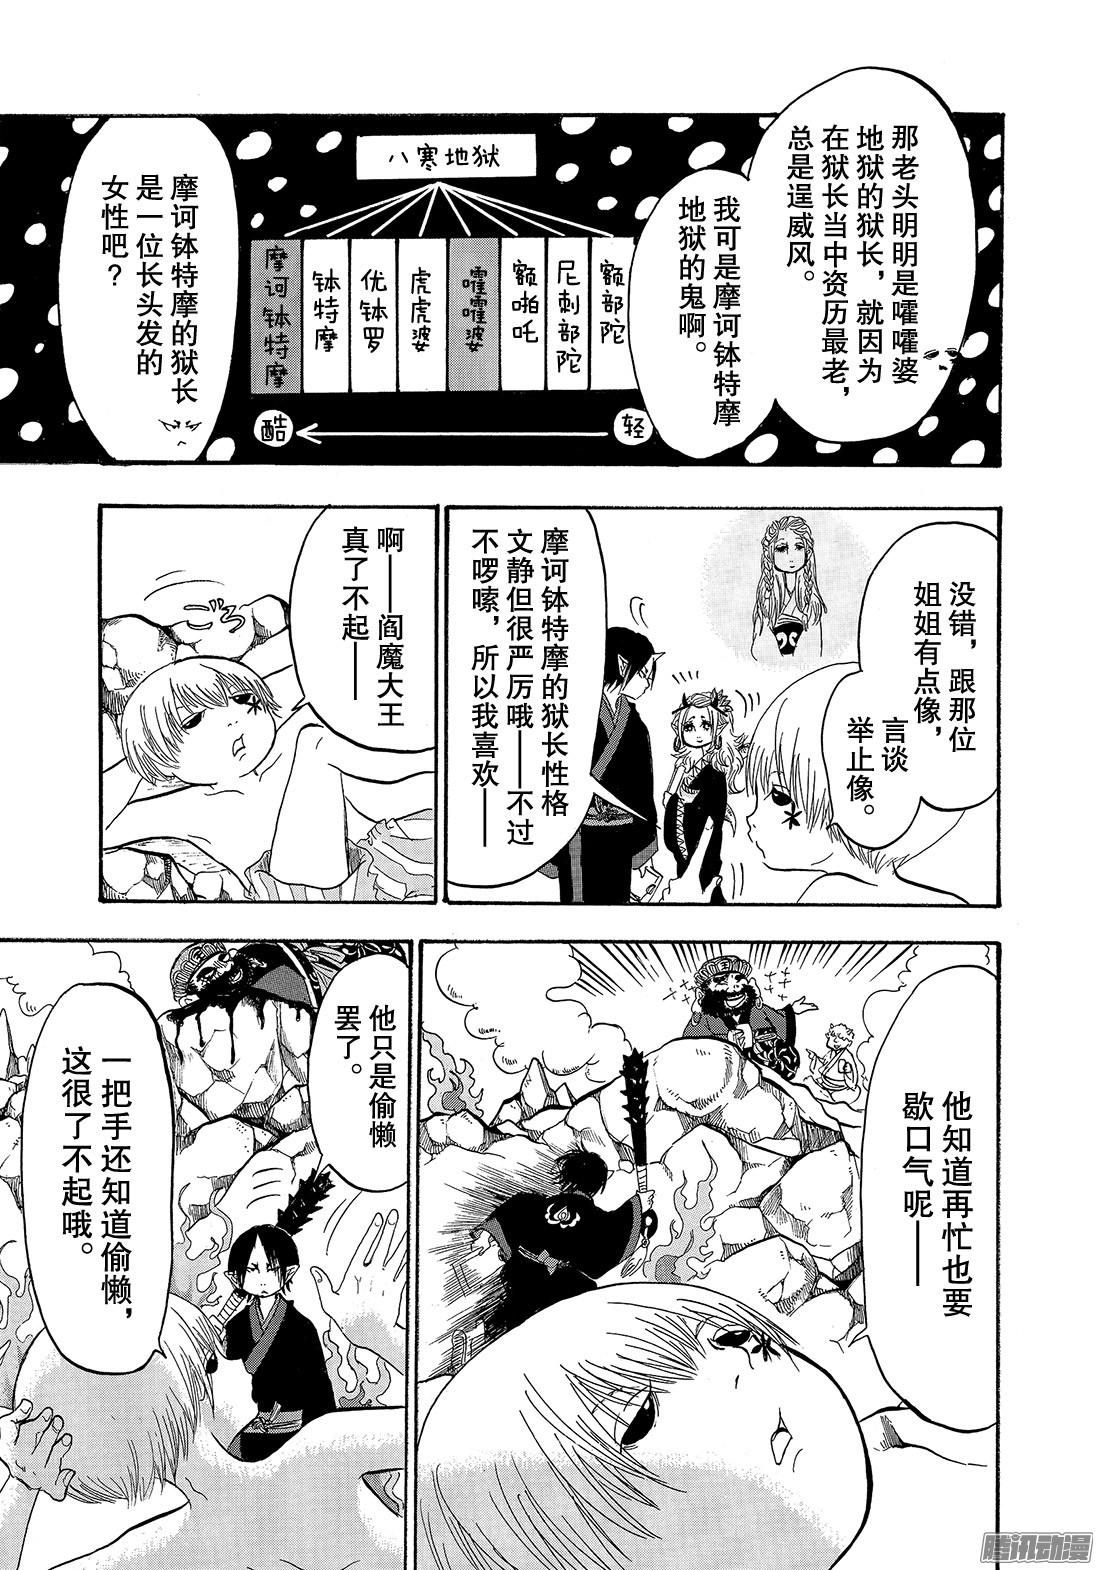 那老头明明是嚯嚯婆
地狱的狱长，就因为
在狱长当中资历最老，
总是逞威风。
我可是摩诃钵特摩
地狱的鬼啊。
八寒地狱
额部陀
尼刺部陀
额啪吒
嚯嚯婆
虎虎婆
优钵罗
钵特摩
摩诃钵特摩
轻
酷
摩诃钵特摩的狱长
是一位长头发的
女性吧？
没错，跟那位
姐姐有点像，
言谈
举止像。
摩诃钵特摩的狱长性格
文静但很严厉哦——不过
不啰嗦，所以我喜欢——
啊——阎魔大王
真了不起——
ごろ
他知道再忙也要
歇口气呢——
他只是偷懒
罢了。
一把手还知道偷懒，
这很了不起哦。
腾讯动漫